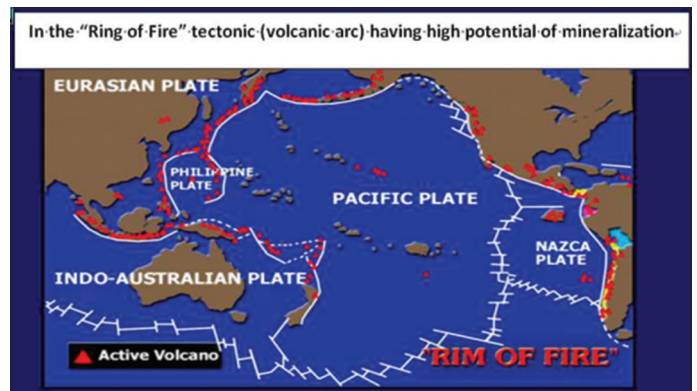 In the "Ring of Fire" tectonic (volcanic arc) having high potential of mineralization
EURASIAN PLATE
PHILIPPINE
PLATE
PACIFIC PLATE
NAZCA
PLATE
INDO-AUSTRALIAN PLATE
Active Volcano
"RIM OF FIRE"